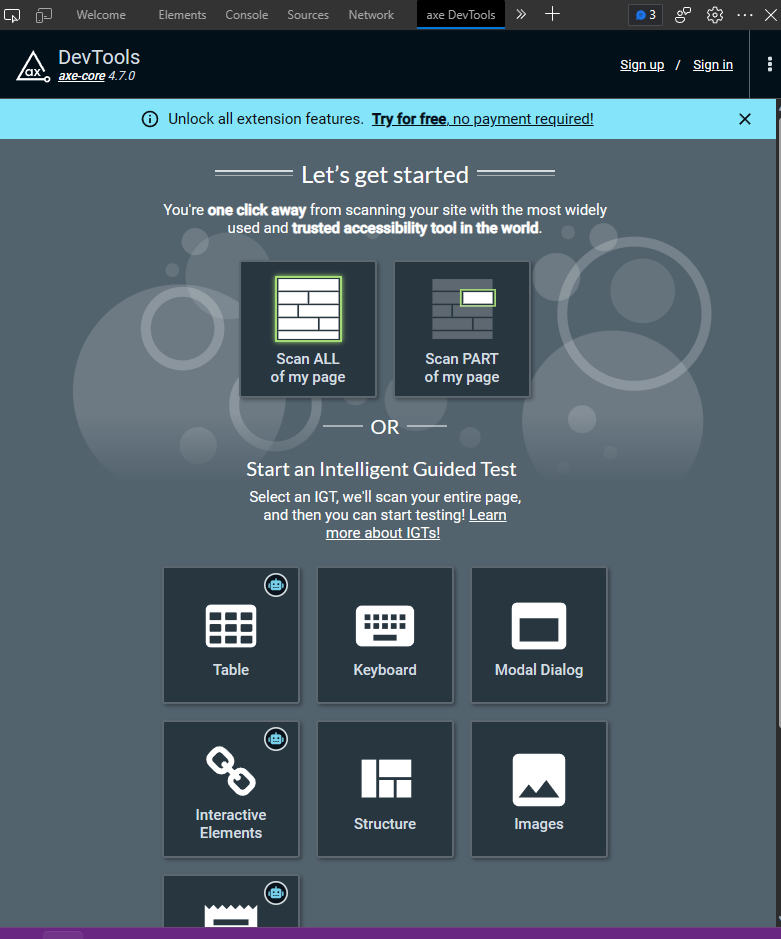 Welcome Elements Console Sources Network axe DevTools 3
ax DevTools
axe-core 4.7.0
Sign up / Sign in
Unlock all extension features. Try for free, no payment required!
Let's get started
You're one click away from scanning your site with the most widely
used and trusted accessibility tool in the world.
Scan ALL
of my page
Scan PART
of my page
OR
Start an Intelligent Guided Test
Select an IGT, we'll scan your entire page,
and then you can start testing! Learn
more about IGTs!
Table
Keyboard
Modal Dialog
Interactive
Elements
Structure
Images